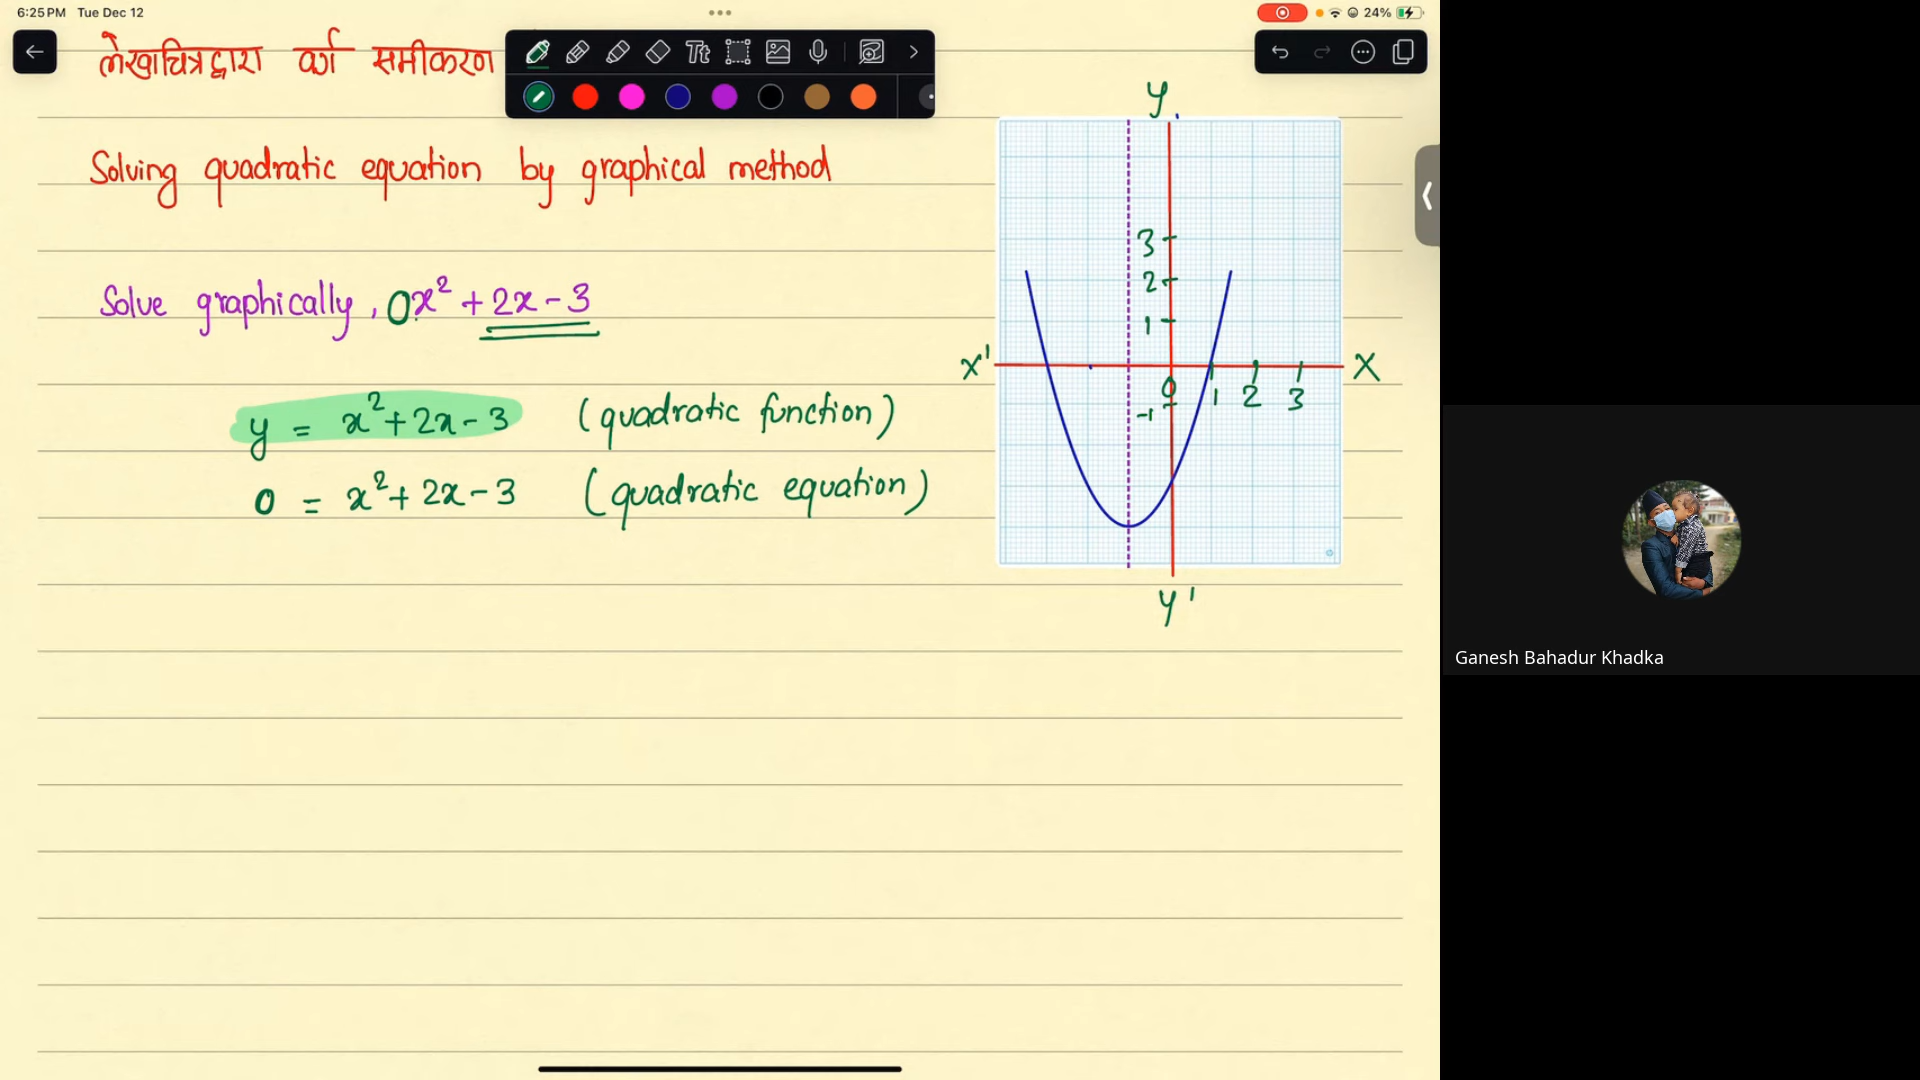 6:25 PM Tue Dec 12
24%
लेखाचित्रद्वारा वर्ग समीकरण
Tt
Solving quadratic equation by graphical method
Solve graphically, 0x² + 2x - 3
y = x² + 2x - 3 (quadratic function)
0 = x² + 2x - 3 (quadratic equation)
y
3
2
1
x' 0 1 2 3 X
-1
y'
Ganesh Bahadur Khadka